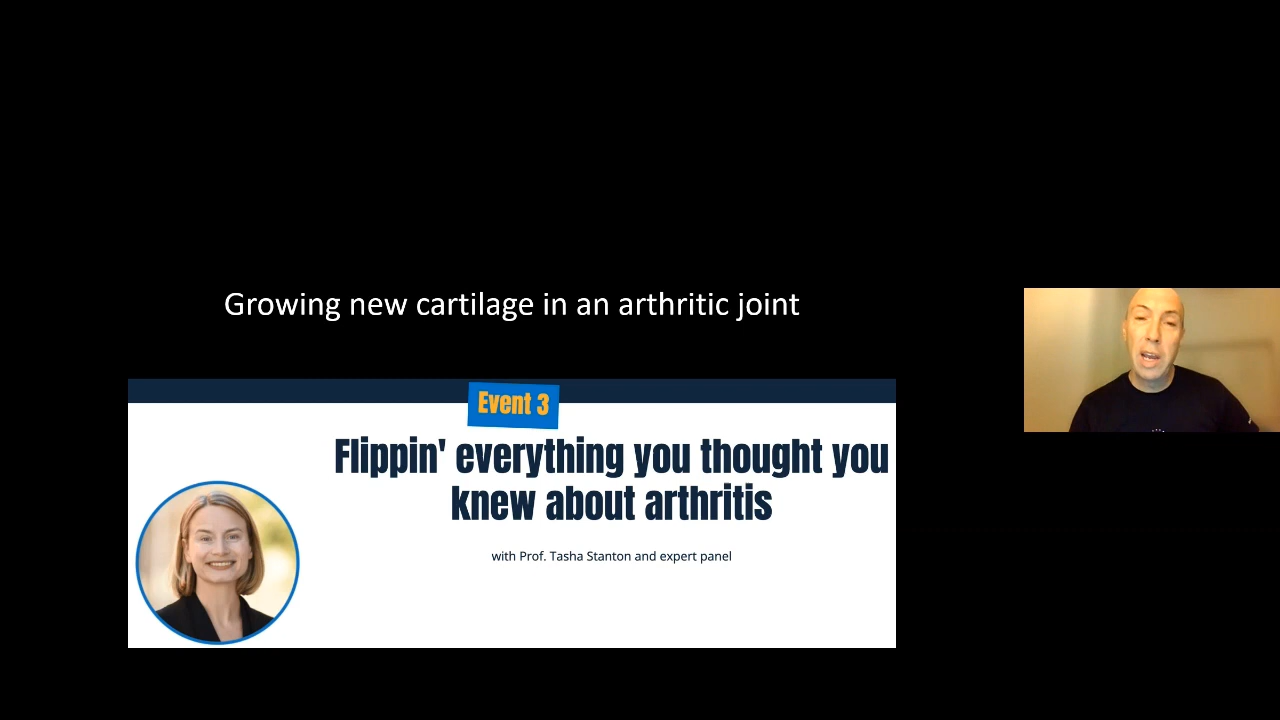 Growing new cartilage in an arthritic joint
Event 3
Flippin' everything you thought you
knew about arthritis
with Prof. Tasha Stanton and expert panel